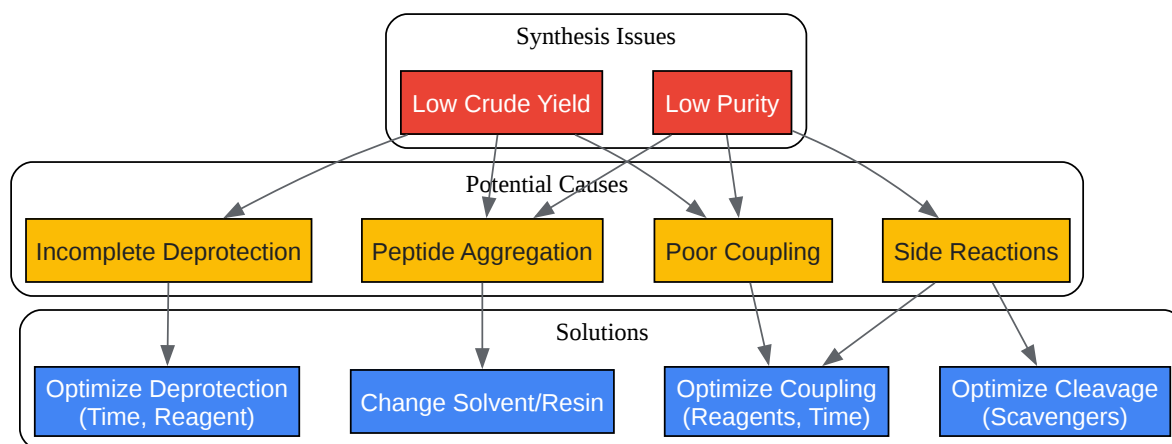 Synthesis Issues
Low Crude Yield
Low Purity
Potential Causes
Incomplete Deprotection
Peptide Aggregation
Poor Coupling
Side Reactions
Solutions
Optimize Deprotection
(Time, Reagent)
Change Solvent/Resin
Optimize Coupling
(Reagents, Time)
Optimize Cleavage
(Scavengers)